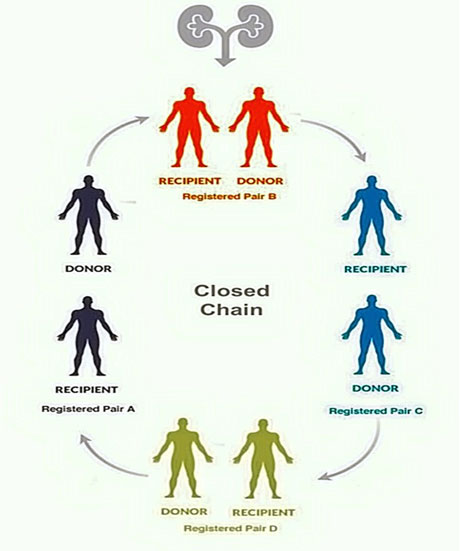 RECIPIENT DONOR
Registered Pair B
DONOR
RECIPIENT
Closed
Chain
RECIPIENT
Registered Pair A
DONOR
Registered Pair C
DONOR RECIPIENT
Registered Pair D